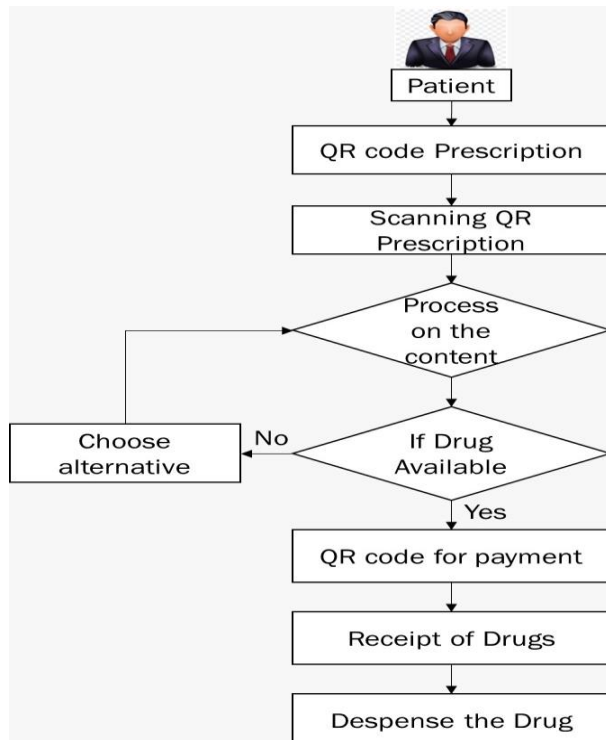 Patient
QR code Prescription
Scanning QR
Prescription
Process
on the
content
If Drug
Available
No
Choose
alternative
Yes
QR code for payment
Receipt of Drugs
Despense the Drug